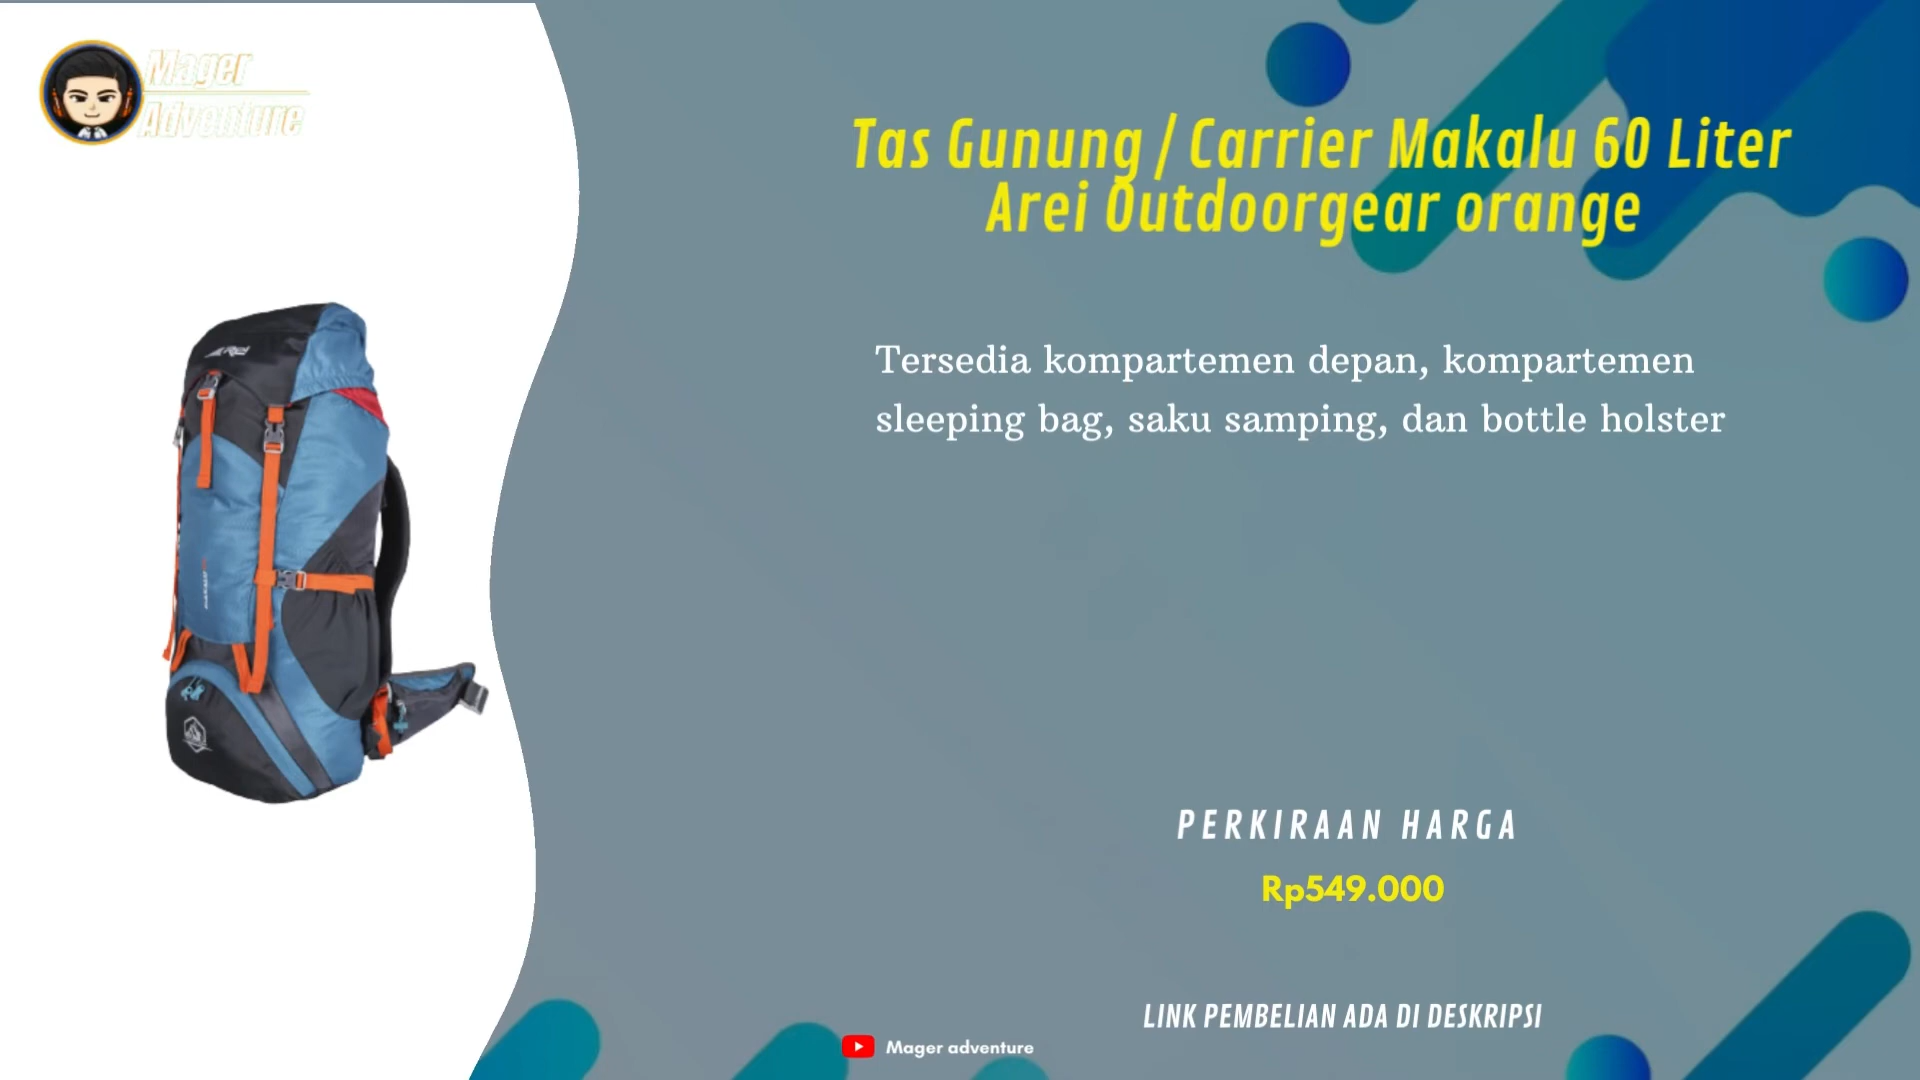 Mager
Adventure
Tas Gunung / Carrier Makalu 60 Liter
Arei Outdoorgear orange
Tersedia kompartemen depan, kompartemen
sleeping bag, saku samping, dan bottle holster
PERKIRAAN HARGA
Rp549.000
LINK PEMBELIAN ADA DI DESKRIPSI
Mager adventure